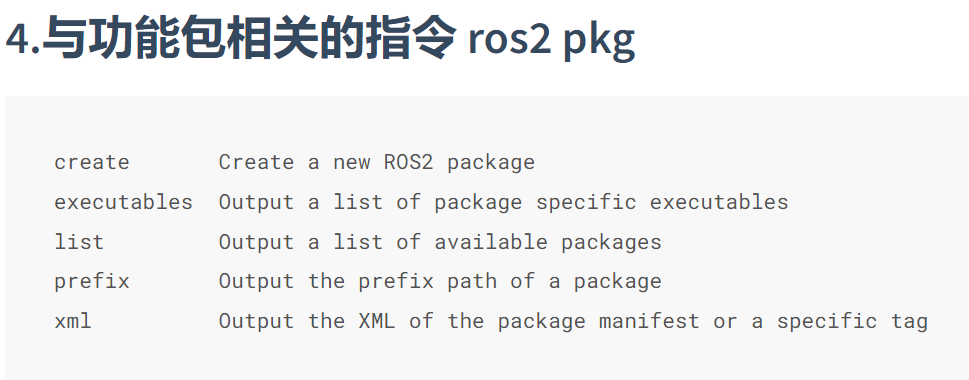 4.与功能包相关的指令 ros2 pkg
create       Create a new ROS2 package
executables  Output a list of package specific executables
list         Output a list of available packages
prefix       Output the prefix path of a package
xml          Output the XML of the package manifest or a specific tag